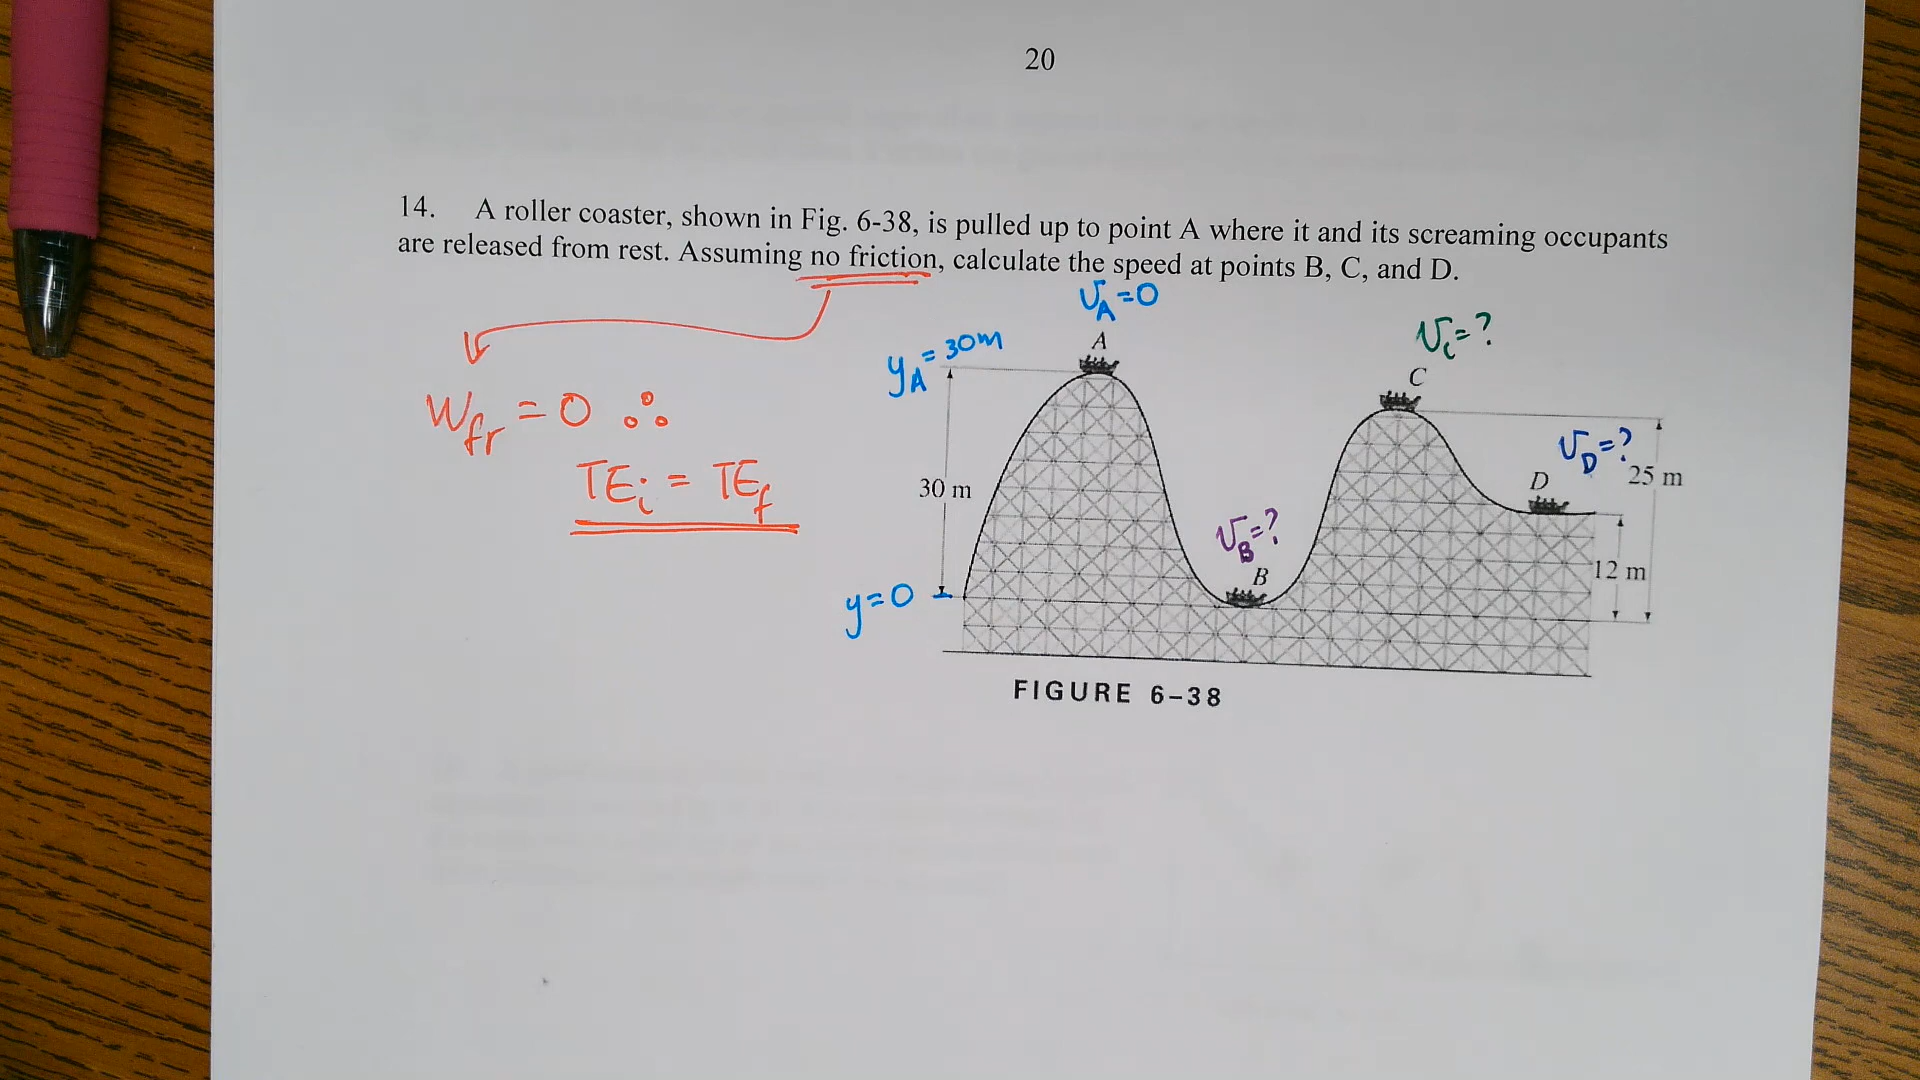 20
14. A roller coaster, shown in Fig. 6-38, is pulled up to point A where it and its screaming occupants
are released from rest. Assuming no friction, calculate the speed at points B, C, and D.
v_A=0
y_A=30m
A
v_C=?
C
W_fr=0 ∴
TE_i = TE_f
v_D=?
D
25 m
30 m
v_B=?
B
12 m
y=0
FIGURE 6-38